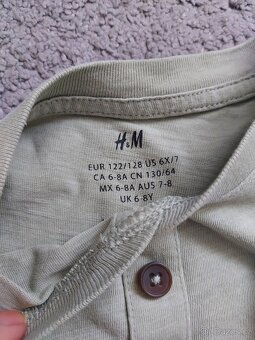 H&M
EUR 122/128 US 6X/7
CA 6-8A CN 130/64
MX 6-8A AUS 7-8
UK 6-8Y